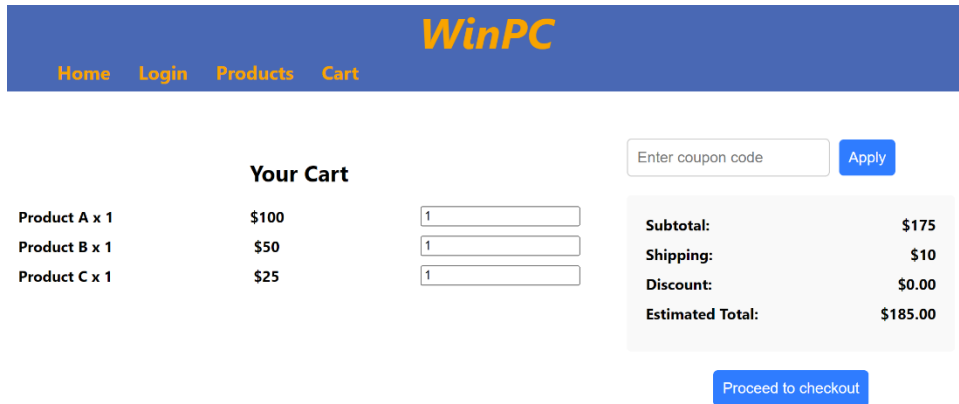 WinPC
Home Login Products Cart
Enter coupon code Apply
Your Cart
Product A x 1 $100 1
Product B x 1 $50 1
Product C x 1 $25 1
Subtotal: $175
Shipping: $10
Discount: $0.00
Estimated Total: $185.00
Proceed to checkout